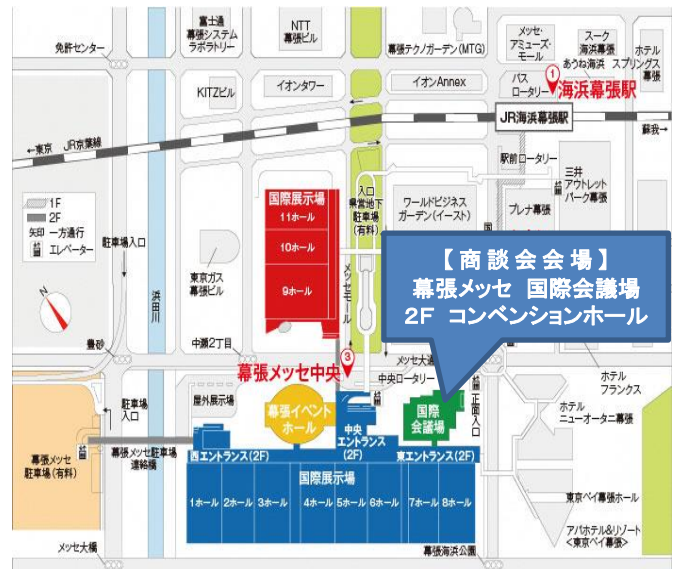 富士通
幕張システム
ラボラトリー
NTT
幕張ビル
幕張テクノガーデン(MTG)
メッセ・
アミューズ・
モール
スーク
海浜幕張
あうね海浜
ホテル
スプリングス
幕張
免許センター
KITZビル
イオンタワー
イオンAnnex
バス
ロータリー
①
海浜幕張駅
JR海浜幕張駅
←東京 JR京葉線
蘇我→
駅前ロータリー
1F
2F
矢印 一方通行
エレベーター
N
駐車場入口
浜田川
豊砂
東京ガス
幕張ビル
中瀬2丁目
国際展示場
11ホール
10ホール
9ホール
メッセモール
入口
県営地下
駐車場
(有料)
ワールドビジネス
ガーデン(イースト)
国
プレナ幕張
三井
アウトレット
パーク幕張
【商談会会場】
幕張メッセ 国際会議場
2F コンベンションホール
幕張メッセ中央
③
メッセ大通
中央ロータリー
正面入口
ホテル
フランクス
ホテル
ニューオータニ幕張
駐車場
入口
屋外展示場
幕張イベント
ホール
中央
エントランス
(2F)
国際
会議場
幕張メッセ
駐車場(有料)
幕張メッセ駐車場
連絡橋
西エントランス(2F)
東エントランス(2F)
国際展示場
1ホール 2ホール 3ホール 4ホール 5ホール 6ホール 7ホール 8ホール
東京ベイ幕張ホール
アパホテル&リゾート
<東京ベイ幕張>
メッセ大橋
幕張海浜公園